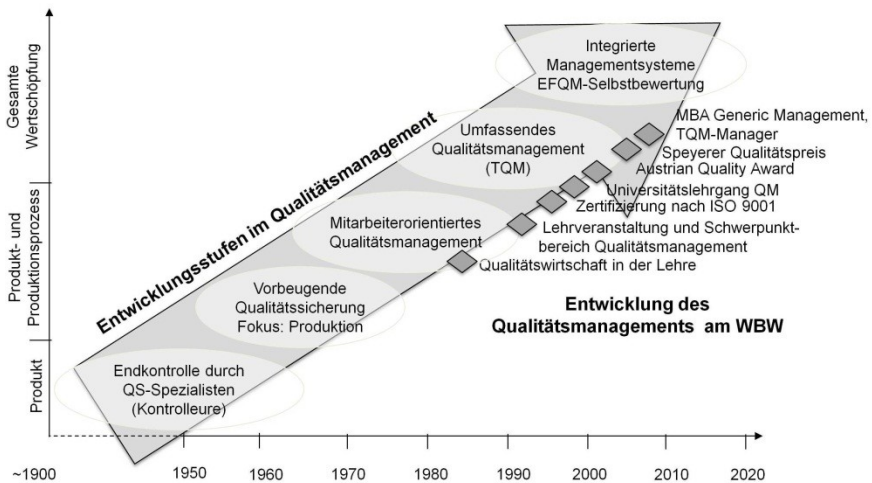 Gesamte
Wertschöpfung
Produkt- und
Produktionsprozess
Produkt
Entwicklungsstufen im Qualitätsmanagement
Integrierte
Managementsysteme
EFQM-Selbstbewertung
Umfassendes
Qualitätsmanagement
(TQM)
Mitarbeiterorientiertes
Qualitätsmanagement
Vorbeugende
Qualitätssicherung
Fokus: Produktion
Endkontrolle durch
QS-Spezialisten
(Kontrolleure)
MBA Generic Management,
TQM-Manager
Speyerer Qualitätspreis
Austrian Quality Award
Universitätslehrgang QM
Zertifizierung nach ISO 9001
Lehrveranstaltung und Schwerpunkt-
bereich Qualitätsmanagement
Qualitätswirtschaft in der Lehre
Entwicklung des
Qualitätsmanagements am WBW
~1900 1950 1960 1970 1980 1990 2000 2010 2020